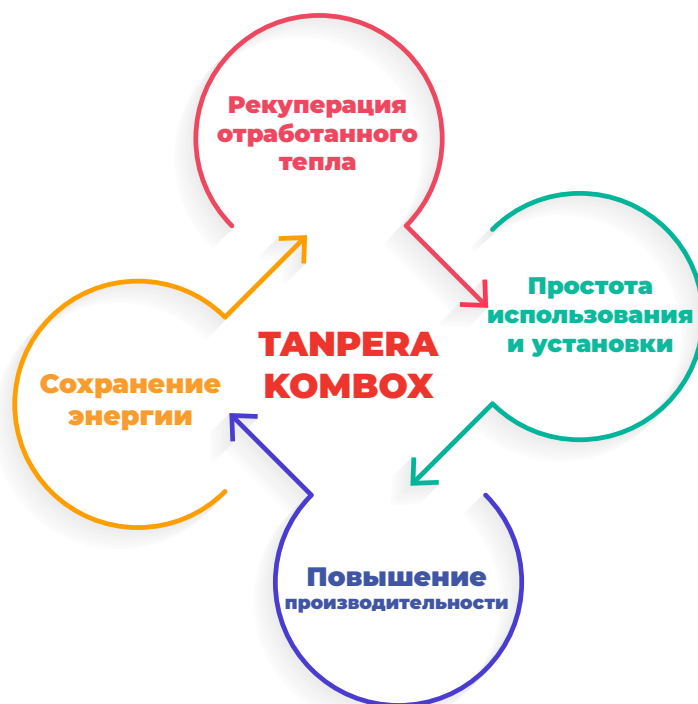 Рекуперация
отработанного
тепла
Простота
использования
и установки
TANPERA
KOMBOX
Сохранение
энергии
Повышение
производительности